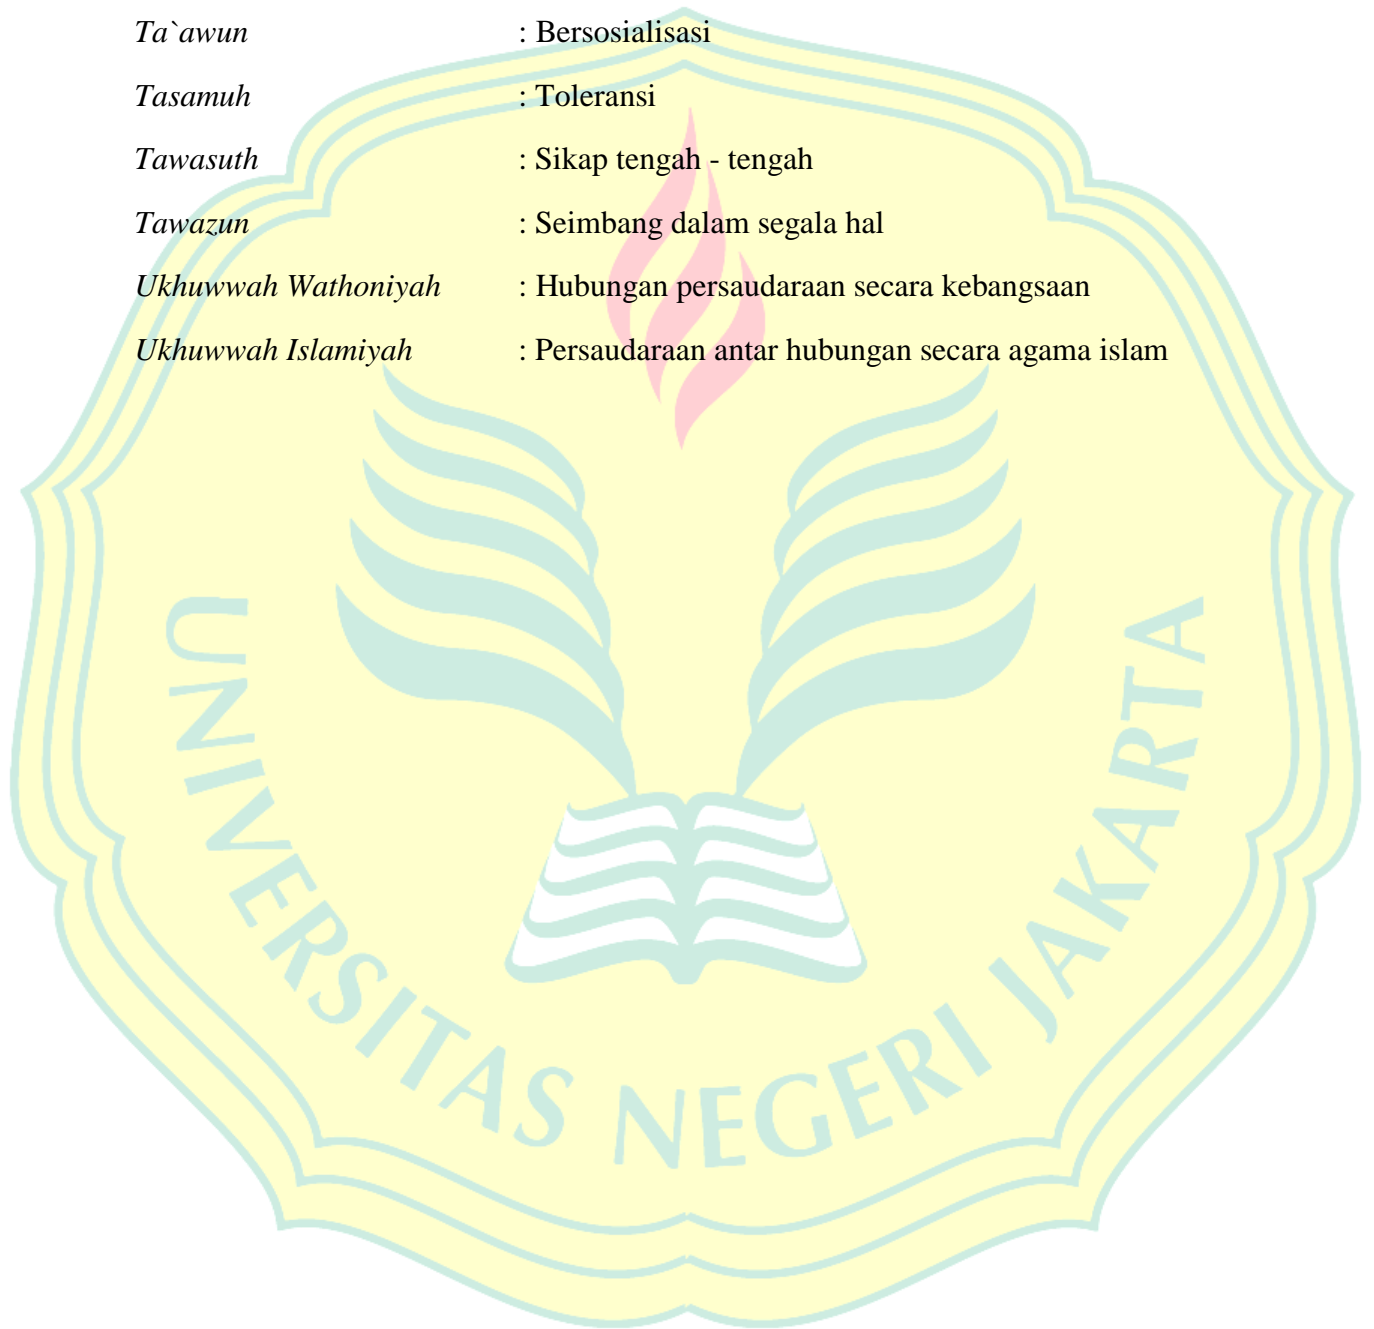 Ta`awun : Bersosialisasi
Tasamuh : Toleransi
Tawasuth : Sikap tengah - tengah
Tawazun : Seimbang dalam segala hal
Ukhuwwah Wathoniyah : Hubungan persaudaraan secara kebangsaan
Ukhuwwah Islamiyah : Persaudaraan antar hubungan secara agama islam
UNIVERSITAS NEGERI JAKARTA